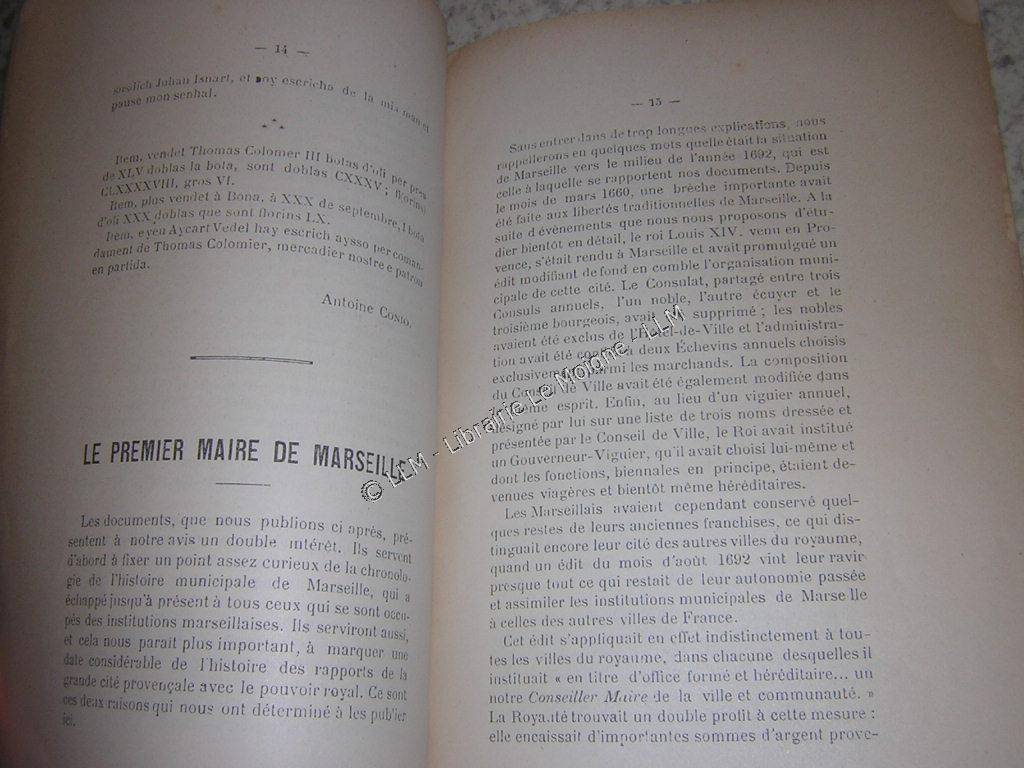 — 14 —
susdich Juhan Isnart, et soy escricha de la mia man et
pause mon senhal.
Item, vendet Thomas Colomer III botas d'oli per preu
de XLV doblas la bota, sont doblas CXXXV ; f(lorins)
CLXXXXVIII, gros VI.
Item, plus vendet à Bona, à XXX de septembre, I bota
d'oli XXX doblas que sont florins LX.
Item, eyeu Aycart Vedel hay escrich aysso per coman-
dament de Thomas Colomier, mercadier nostre e patron
en partida.
Antoine
LE PREMIER MAIRE DE MARSEILLE
Les documents, que nous publions ci après, pré-
sentent à notre avis un double intérêt. Ils servent
d'abord à fixer un point assez curieux de la chronolo-
gie de l'histoire municipale de Marseille, qui a
échappé jusqu'à présent à tous ceux qui se sont occu-
pés des institutions marseillaises. Ils serviront aussi,
et cela nous parait plus important, à marquer une
date considérable de l'histoire des rapports de la
grande cité provençale avec le pouvoir royal. Ce sont
ces deux raisons qui nous ont déterminé à les publier
ici.
— 15 —
Sans entrer dans de trop longues explications, nous
rappellerons en quelques mots quelle était la situation
de Marseille vers le milieu de l'année 1692, qui est
celle à laquelle se rapportent nos documents. Depuis
le mois de mars 1660, une brèche importante avait
été faite aux libertés traditionnelles de Marseille. A la
suite d'évènements que nous nous proposons d'étu-
dier bientôt en détail, le roi Louis XIV. venu en Pro-
vence, s'était rendu à Marseille et avait promulgué un
édit modifiant de fond en comble l'organisation muni-
cipale de cette cité. Le Consulat, partagé entre trois
Consuls annuels, l'un noble, l'autre écuyer et le
troisième bourgeois, avait été supprimé ; les nobles
avaient été exclus de l'Hôtel-de-Ville et l'administra-
tion avait été confiée à deux Échevins annuels choisis
exclusivement parmi les marchands. La composition
du Conseil de Ville avait été également modifiée dans
le même esprit. Enfin, au lieu d'un viguier annuel,
désigné par lui sur une liste de trois noms dressée et
présentée par le Conseil de Ville, le Roi avait institué
un Gouverneur-Viguier, qu'il avait choisi lui-même et
dont les fonctions, biennales en principe, étaient de-
venues viagères et bientôt même héréditaires.
Les Marseillais avaient cependant conservé quel-
ques restes de leurs anciennes franchises, ce qui dis-
tinguait encore leur cité des autres villes du royaume,
quand un édit du mois d'août 1692 vint leur ravir
presque tout ce qui restait de leur autonomie passée
et assimiler les institutions municipales de Marseille
à celles des autres villes de France.
Cet édit s'appliquait en effet indistinctement à tou-
tes les villes du royaume, dans chacune desquelles il
instituait « en titre d'office formé et héréditaire... un
notre Conseiller Maire de la ville et communauté. »
La Royauté trouvait un double profit à cette mesure :
elle encaissait d'importantes sommes d'argent prove-
© LLM - Librairie Le Moione - LLM